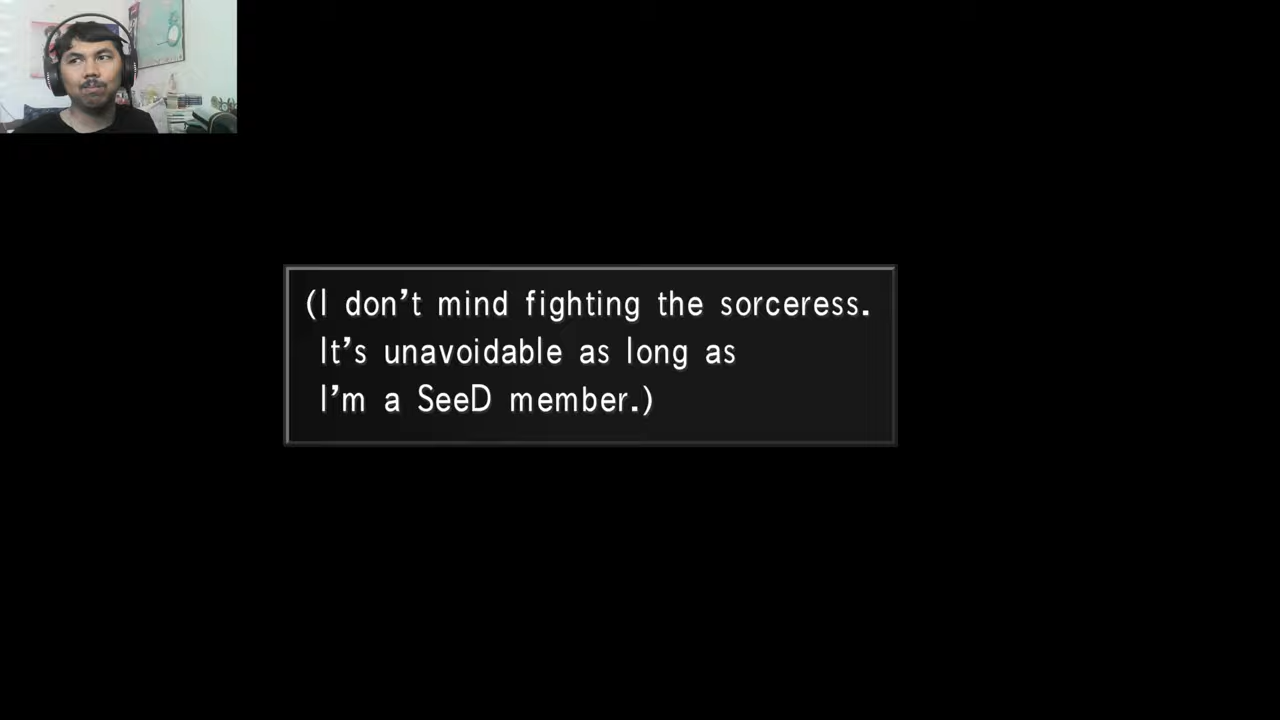 (I don't mind fighting the sorceress.
It's unavoidable as long as
I'm a SeeD member.)